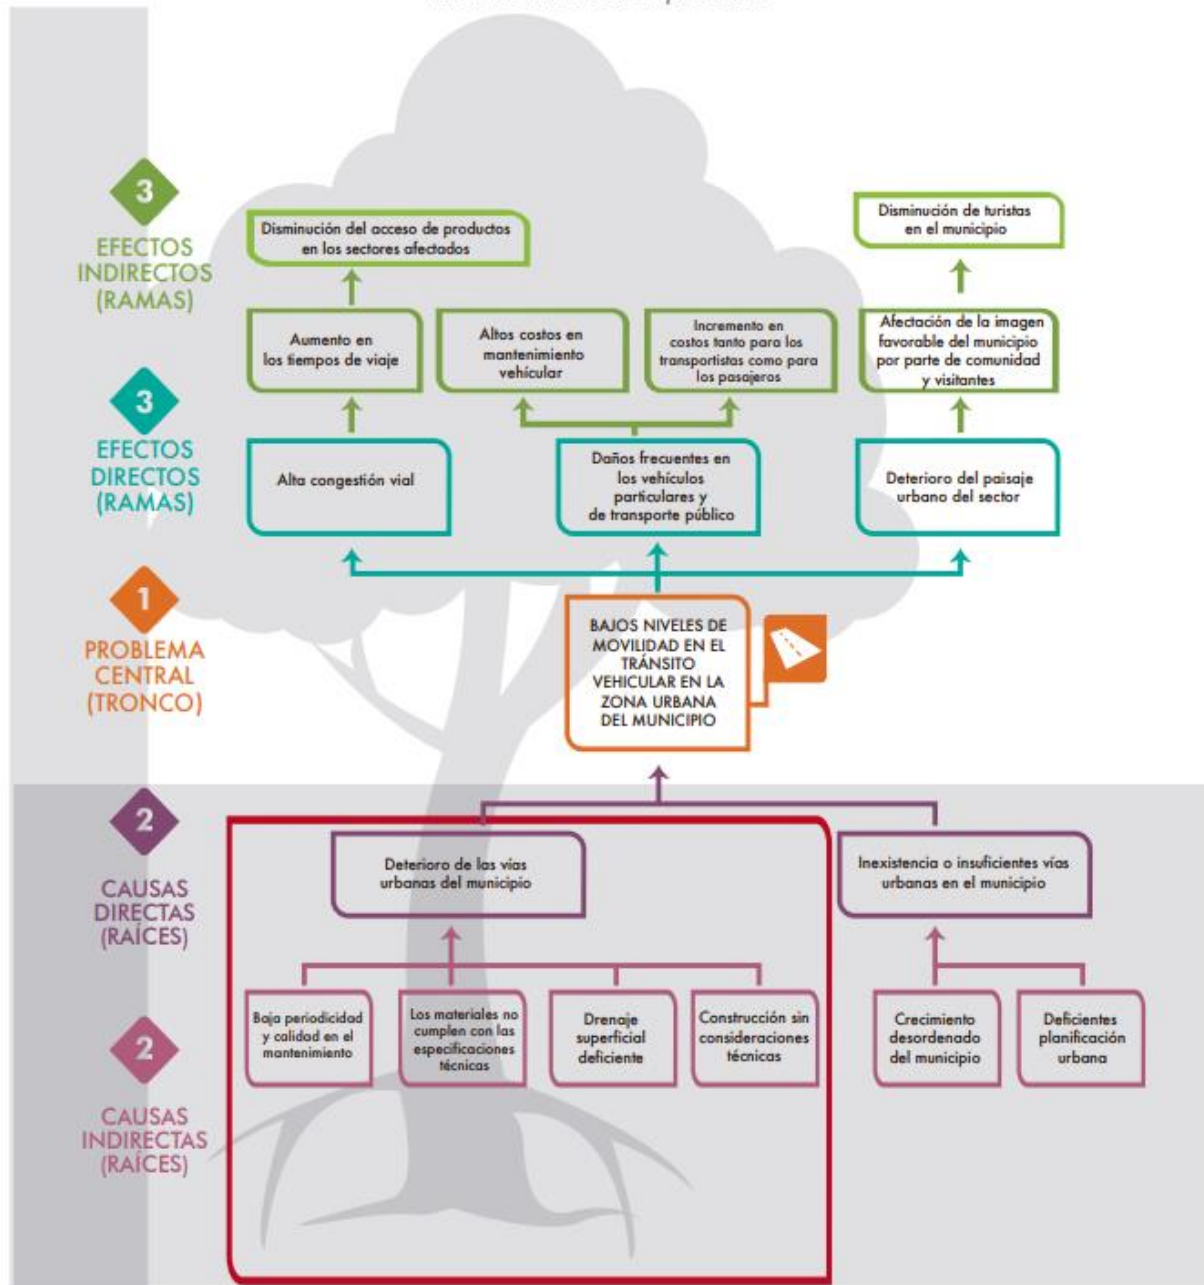 3
EFECTOS
INDIRECTOS
(RAMAS)
Disminución del acceso de productos
en los sectores afectados
Disminución de turistas
en el municipio
Aumento en
los tiempos de viaje
Altos costos en
mantenimiento
vehícular
Incremento en
costos tanto para los
transportistas como para
los pasajeros
Afectación de la imagen
favorable del municipio
por parte de comunidad
y visitantes
3
EFECTOS
DIRECTOS
(RAMAS)
Alta congestión vial
Daños frecuentes en
los vehículos
particulares y
de transporte público
Deterioro del paisaje
urbano del sector
1
PROBLEMA
CENTRAL
(TRONCO)
BAJOS NIVELES DE
MOVILIDAD EN EL
TRÁNSITO
VEHICULAR EN LA
ZONA URBANA
DEL MUNICIPIO
2
CAUSAS
DIRECTAS
(RAÍCES)
Deterioro de las vías
urbanas del municipio
Inexistencia o insuficientes vías
urbanas en el municipio
2
CAUSAS
INDIRECTAS
(RAÍCES)
Baja periodicidad
y calidad en el
mantenimiento
Los materiales no
cumplen con las
especificaciones
técnicas
Drenaje
superficial
deficiente
Construcción sin
consideraciones
técnicas
Crecimiento
desordenado
del municipio
Deficientes
planificación
urbana